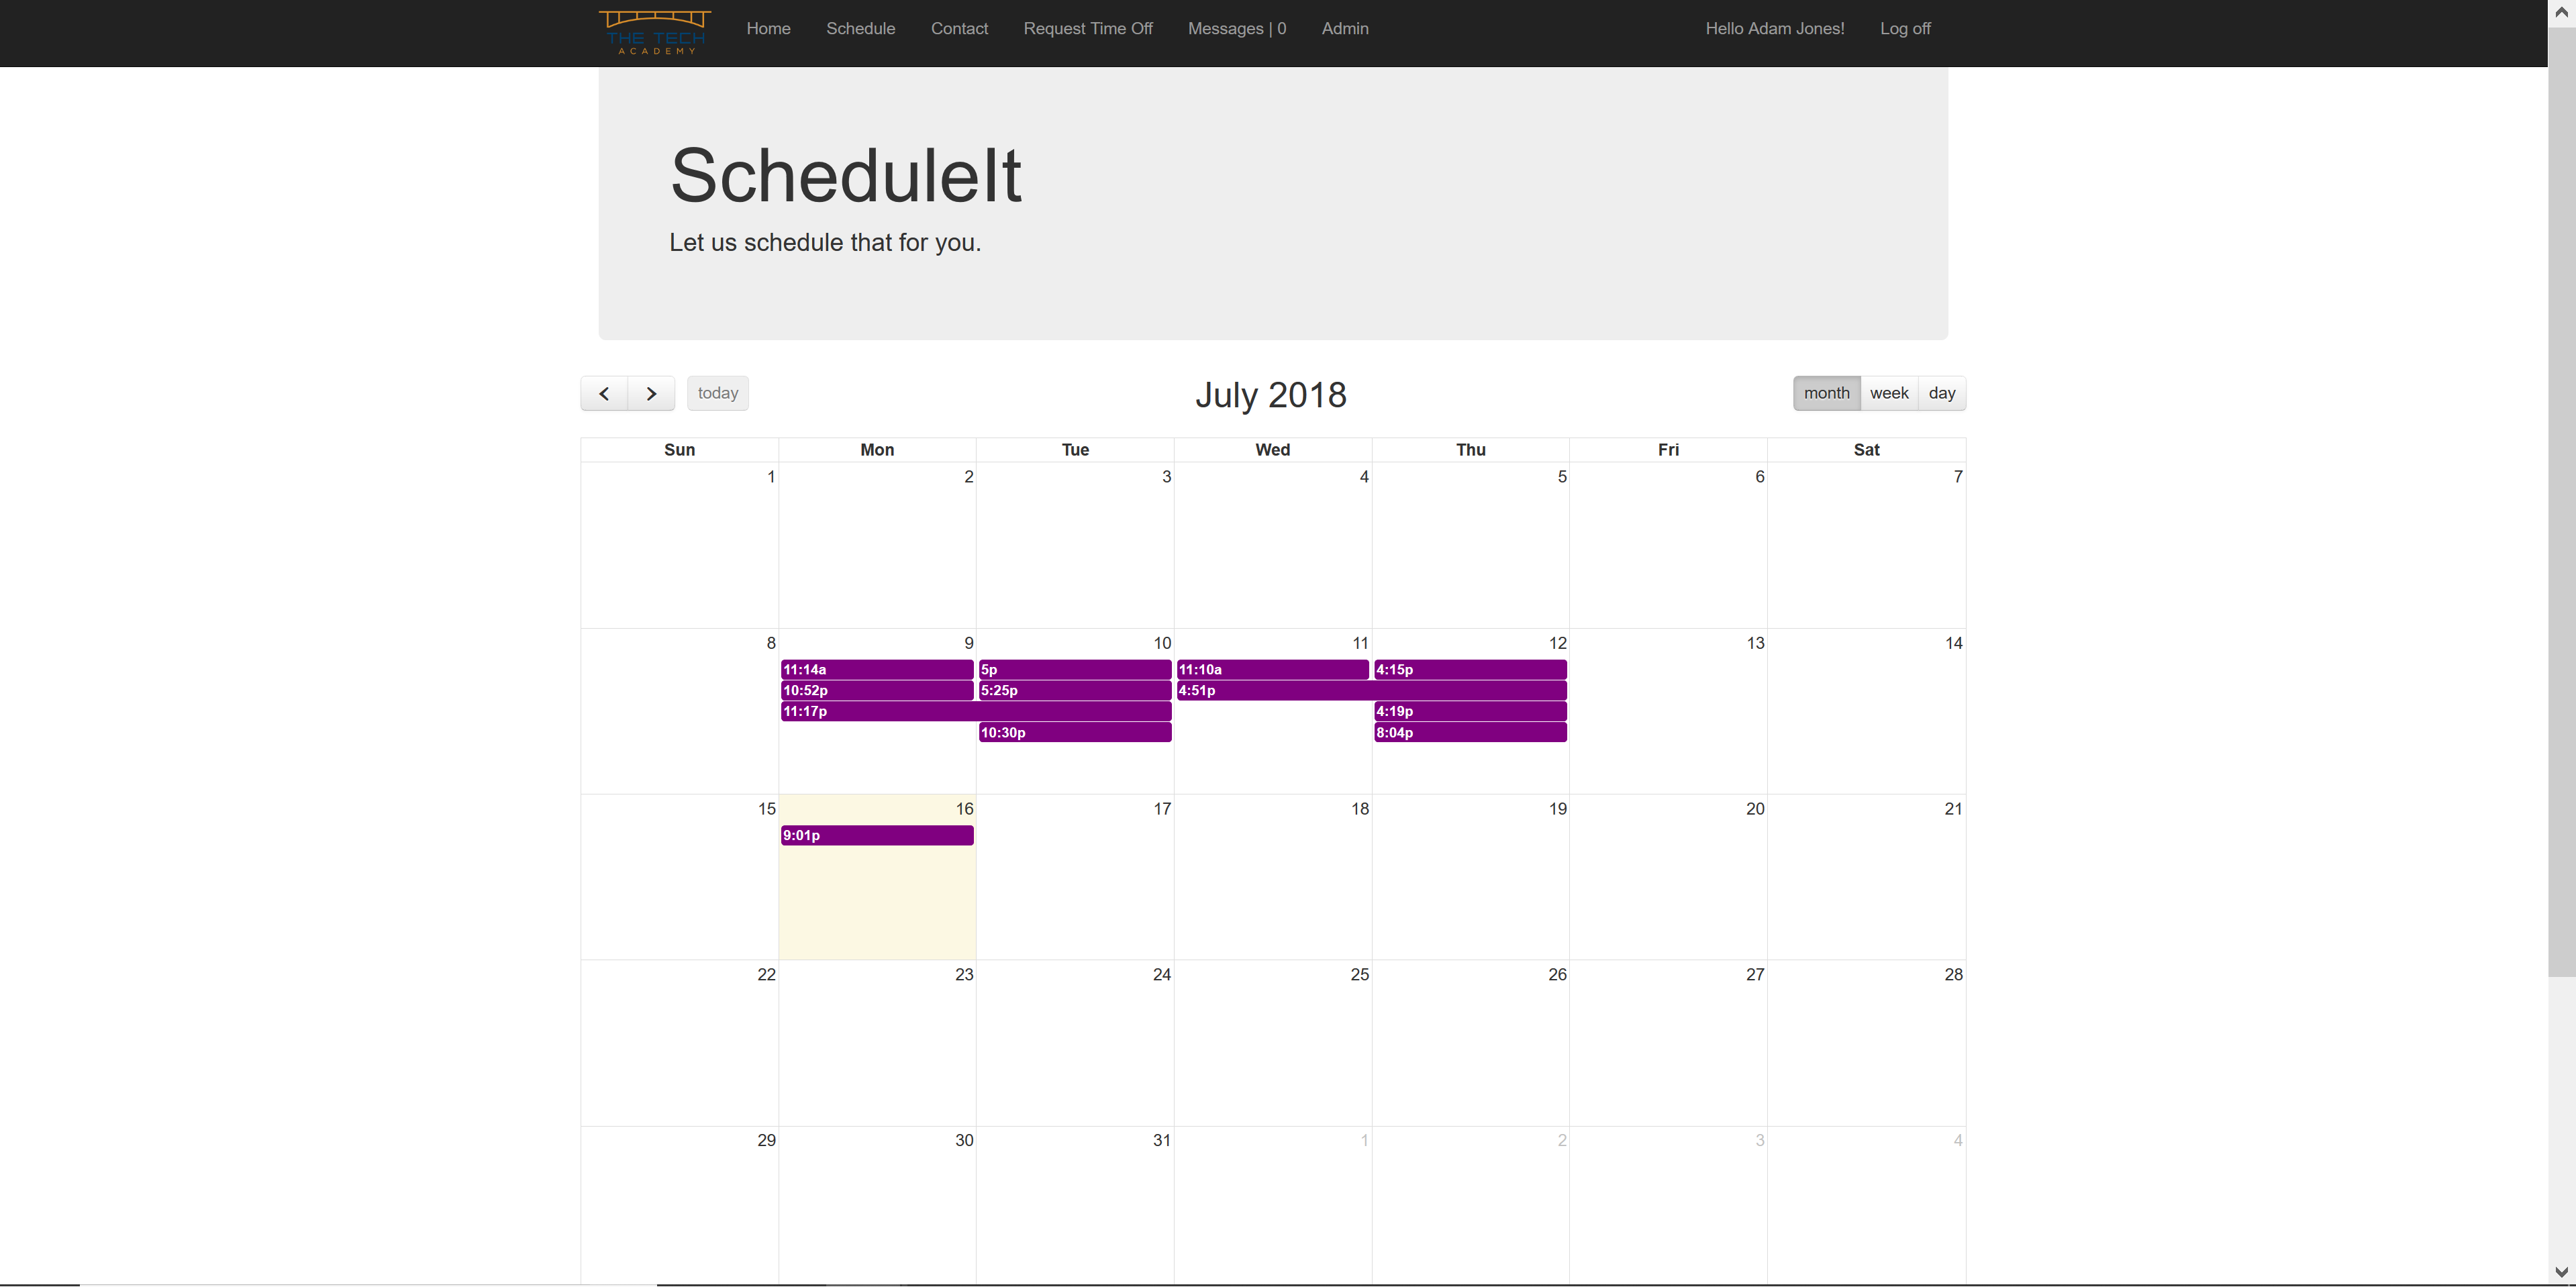 THE TECH
ACADEMY
Home Schedule Contact Request Time Off Messages | 0 Admin Hello Adam Jones! Log off
ScheduleIt
Let us schedule that for you.
today July 2018 month week day
Sun Mon Tue Wed Thu Fri Sat
1 2 3 4 5 6 7
8 9 10 11 12 13 14
11:14a 5p 11:10a 4:15p
10:52p 5:25p 4:51p
11:17p 4:19p
10:30p 8:04p
15 16 17 18 19 20 21
9:01p
22 23 24 25 26 27 28
29 30 31 1 2 3 4